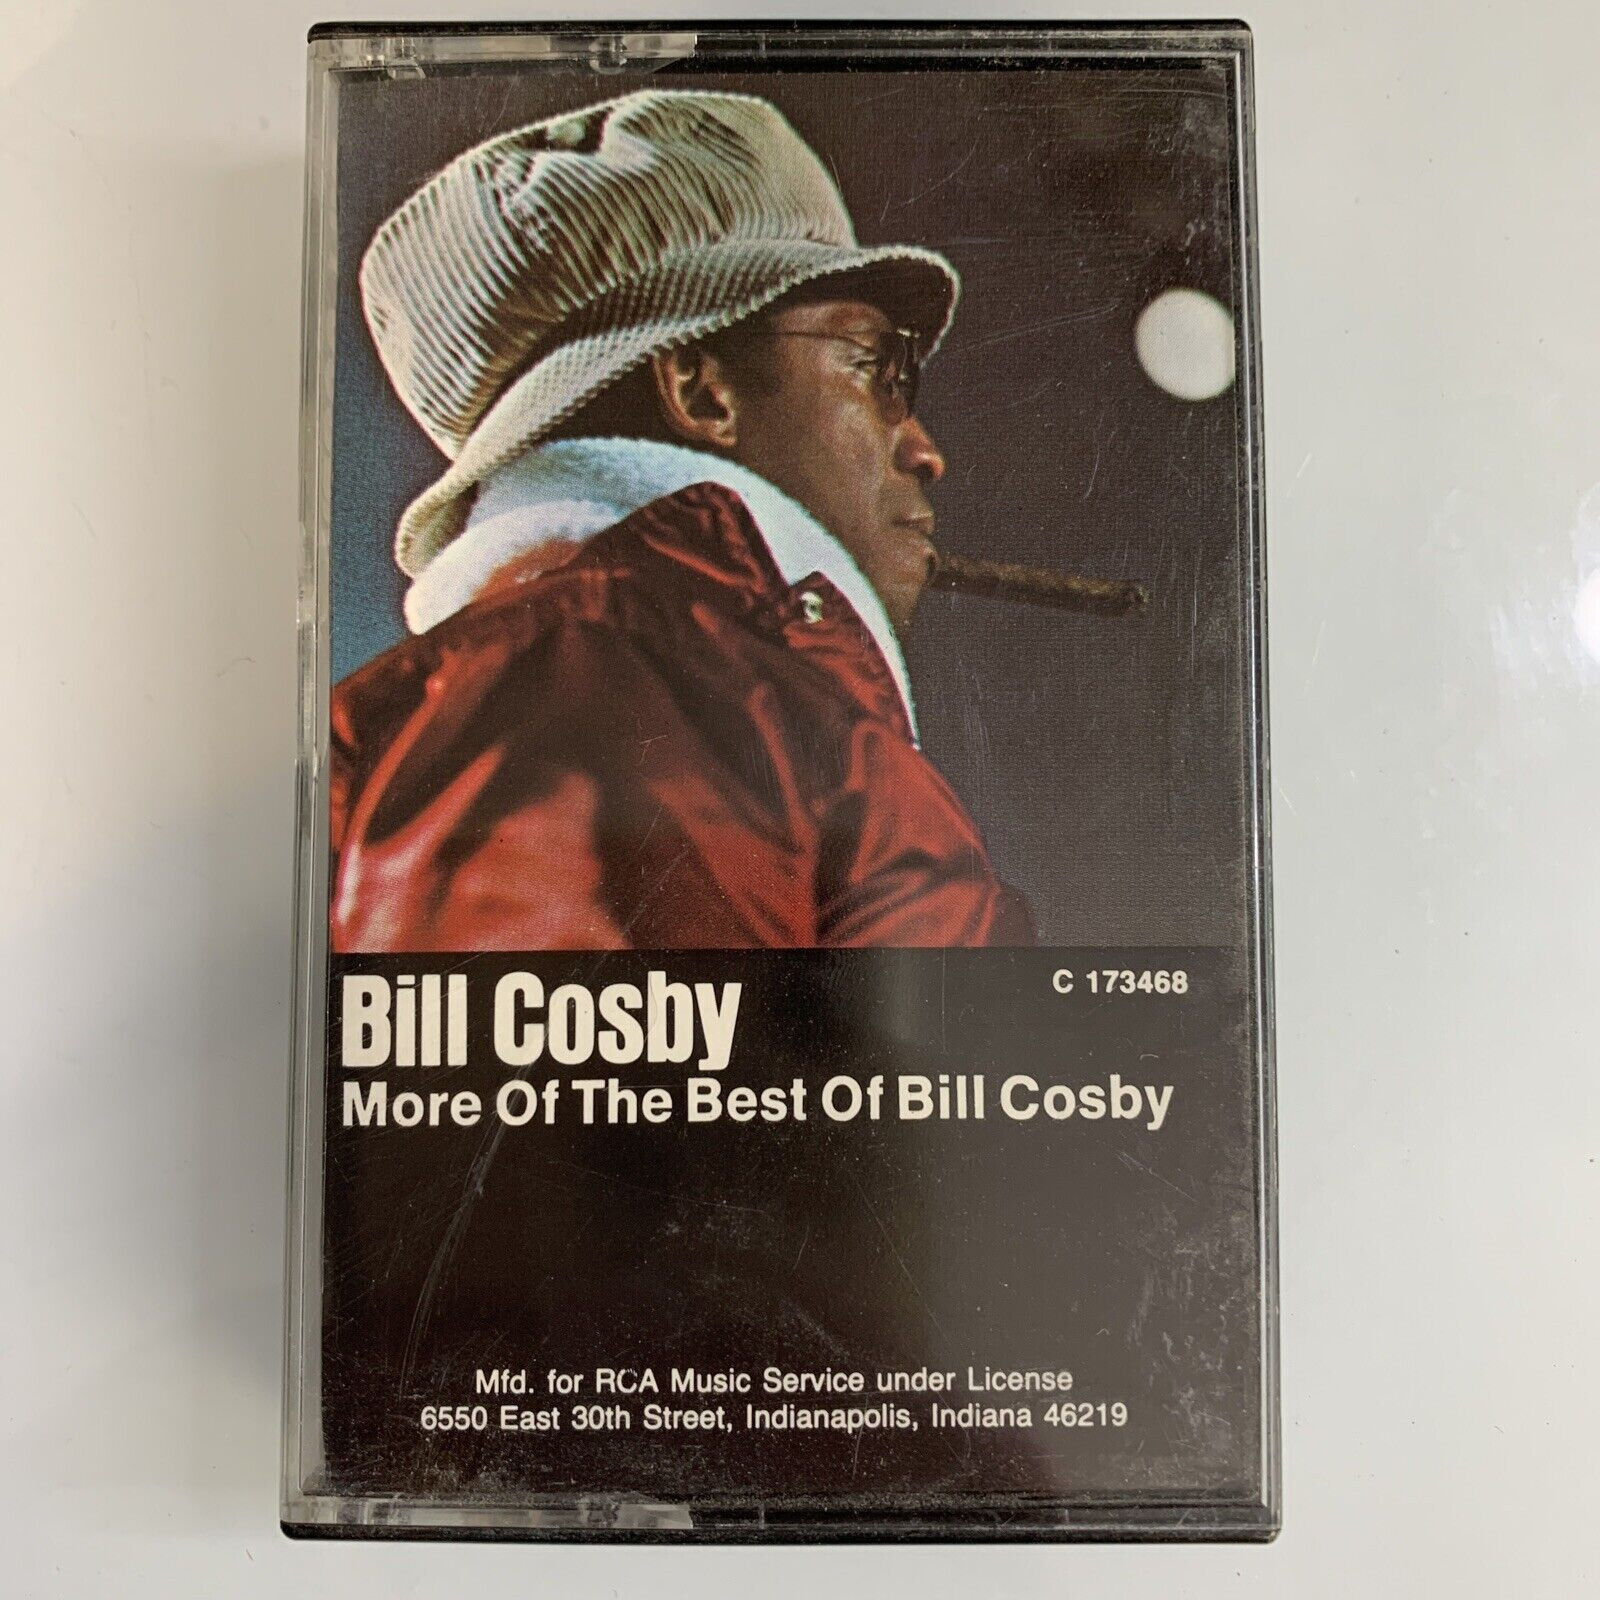 Bill Cosby
C 173468
More Of The Best Of Bill Cosby
Mfd. for RCA Music Service under License
6550 East 30th Street, Indianapolis, Indiana 46219